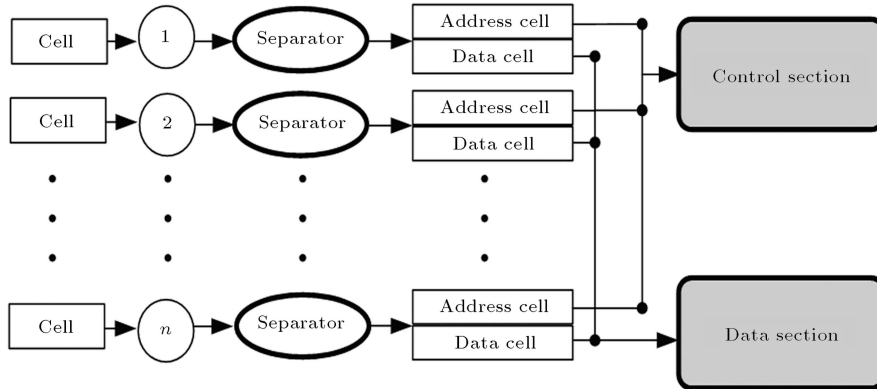 Cell
1
Separator
Address cell
Data cell
Control section
Cell
2
Separator
Address cell
Data cell
Cell
n
Separator
Address cell
Data cell
Data section